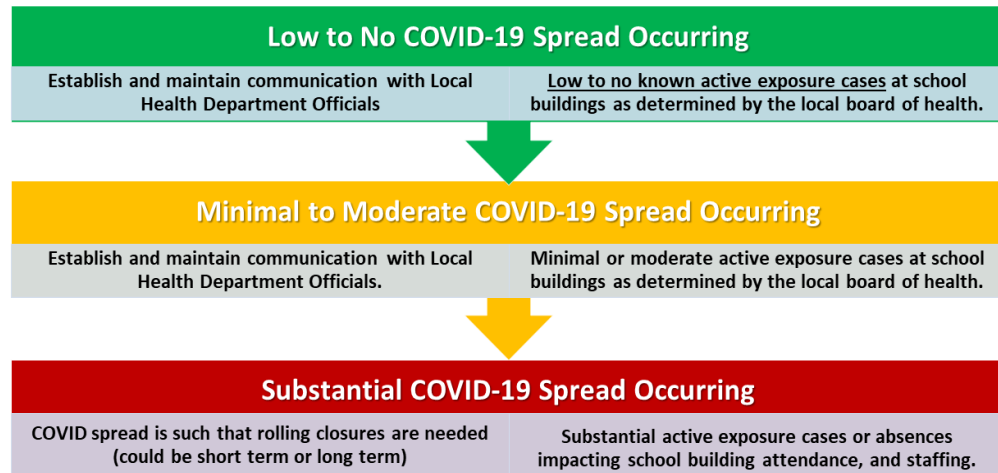 Low to No COVID-19 Spread Occurring
Establish and maintain communication with Local
Health Department Officials
Low to no known active exposure cases at school
buildings as determined by the local board of health.
Minimal to Moderate COVID-19 Spread Occurring
Establish and maintain communication with Local
Health Department Officials.
Minimal or moderate active exposure cases at school
buildings as determined by the local board of health.
Substantial COVID-19 Spread Occurring
COVID spread is such that rolling closures are needed
(could be short term or long term)
Substantial active exposure cases or absences
impacting school building attendance, and staffing.